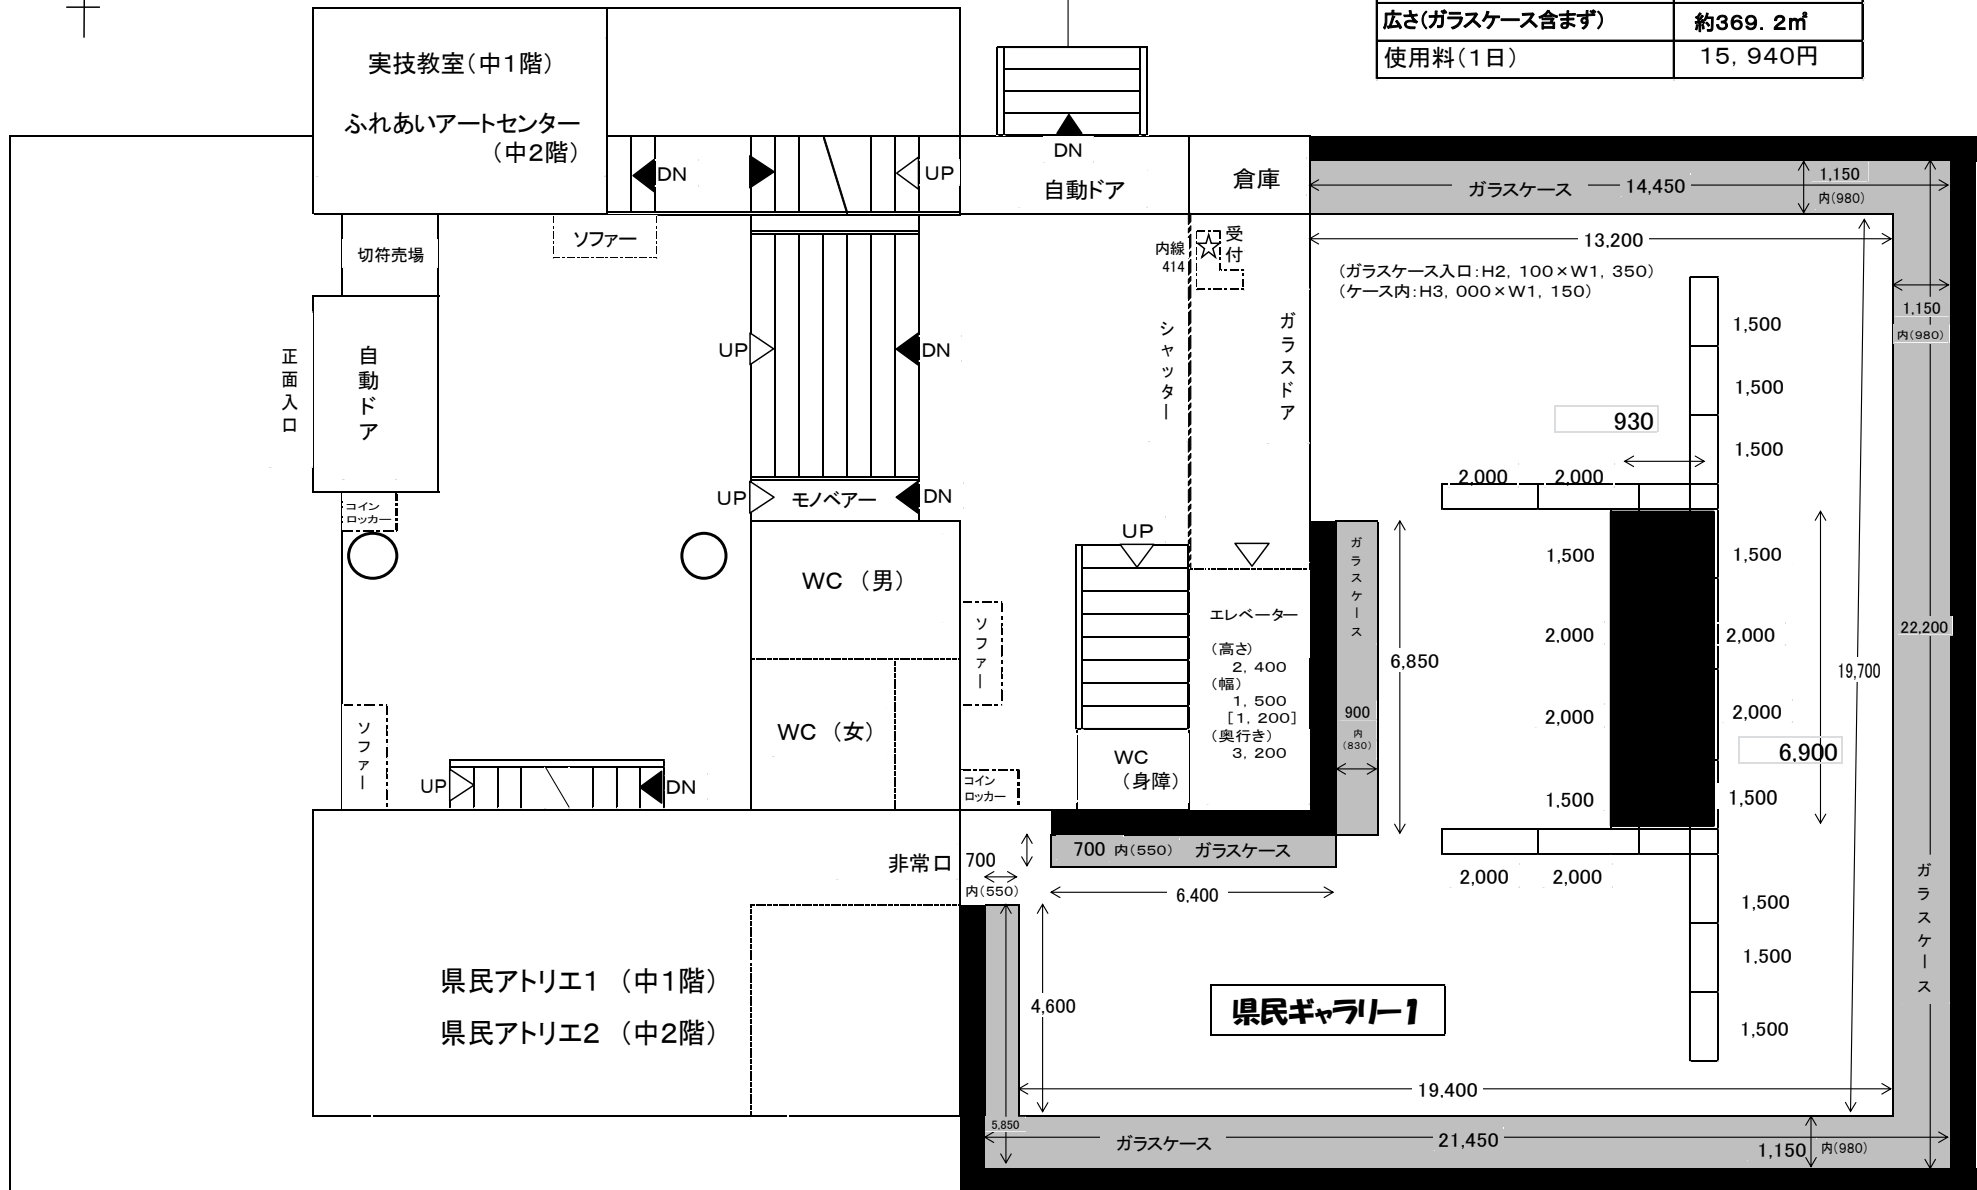 広さ(ガラスケース含まず) 約369.2㎡
使用料(1日) 15,940円
実技教室(中1階)
ふれあいアートセンター
(中2階)
DN
UP
DN
自動ドア
倉庫
ガラスケース 14,450
1,150
内(980)
切符売場
ソファー
内線
414
受付
13,200
(ガラスケース入口:H2,100×W1,350)
(ケース内:H3,000×W1,150)
1,150
内(980)
正面入口
自動ドア
UP
DN
シャッター
ガラスドア
1,500
1,500
930
1,500
2,000
2,000
コイン
ロッカー
UP
モノベアー
DN
UP
ガラスケース
1,500
1,500
WC (男)
ソファー
エレベーター
(高さ)
2,400
(幅)
1,500
[1,200]
(奥行き)
3,200
6,850
2,000
2,000
19,700
22,200
900
内
(830)
2,000
2,000
6,900
1,500
1,500
ソファー
WC (女)
WC
(身障)
UP
DN
コイン
ロッカー
非常口
700
内(550)
700 内(550) ガラスケース
6,400
2,000
2,000
1,500
1,500
1,500
ガラスケース
県民アトリエ1 (中1階)
県民アトリエ2 (中2階)
4,600
県民ギャラリー1
19,400
5,850
ガラスケース
21,450
1,150
内(980)